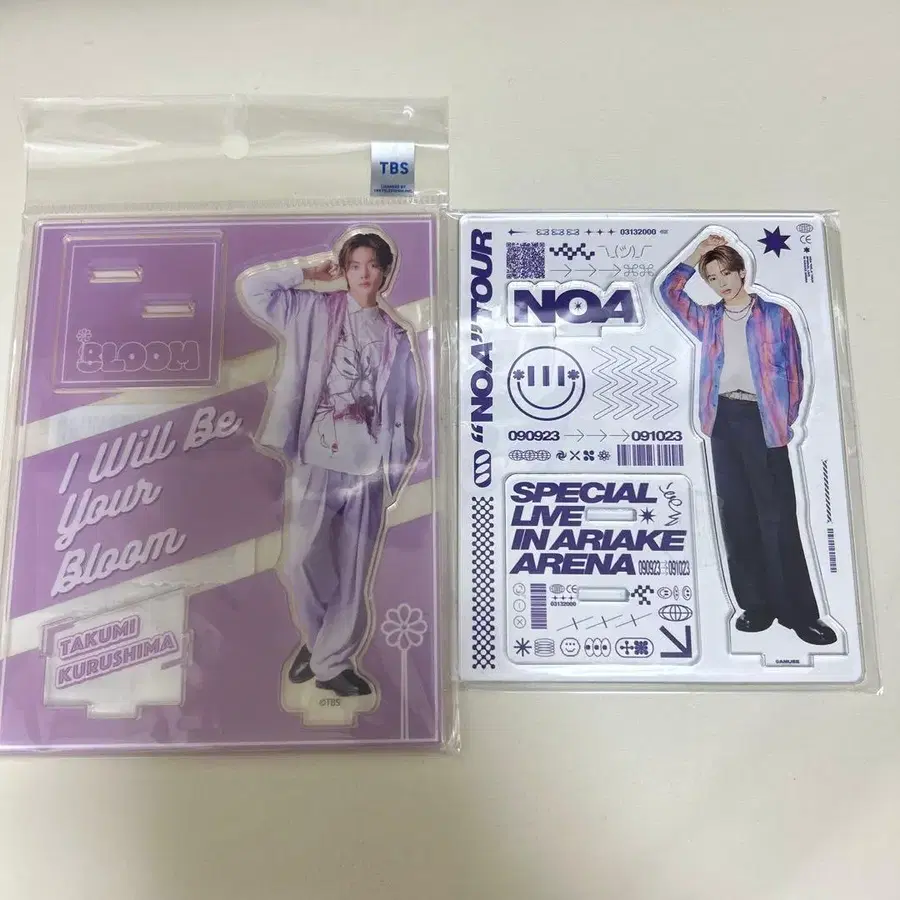 TBS
BLOOM
I Will Be
Your
Bloom
TAKUMI
KURUSHIMA
©TBS
"NOA" TOUR
03132000
NOA
090923
091023
SPECIAL
LIVE
IN ARIAKE
ARENA 090923 091023
03132000
©AMUSE